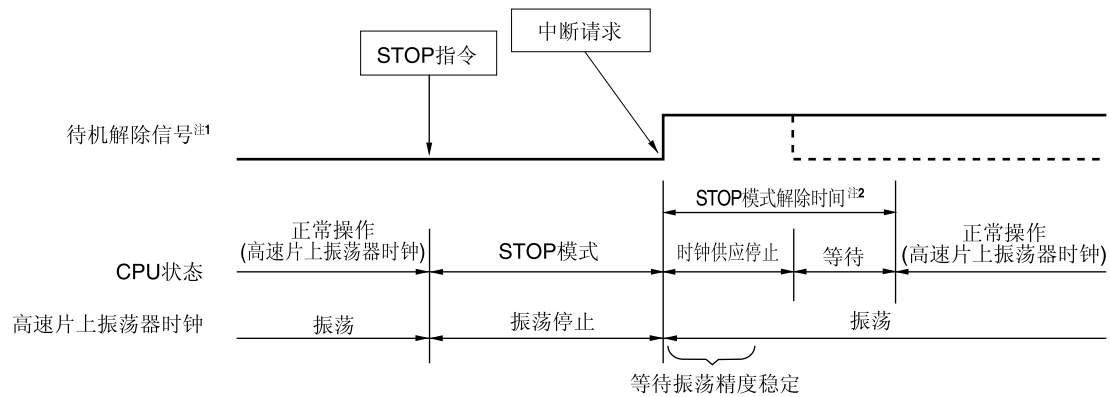 中断请求
STOP指令
待机解除信号注1
STOP模式解除时间注2
正常操作
(高速片上振荡器时钟)
STOP模式
时钟供应停止
等待
正常操作
(高速片上振荡器时钟)
CPU状态
高速片上振荡器时钟
振荡
振荡停止
振荡
等待振荡精度稳定